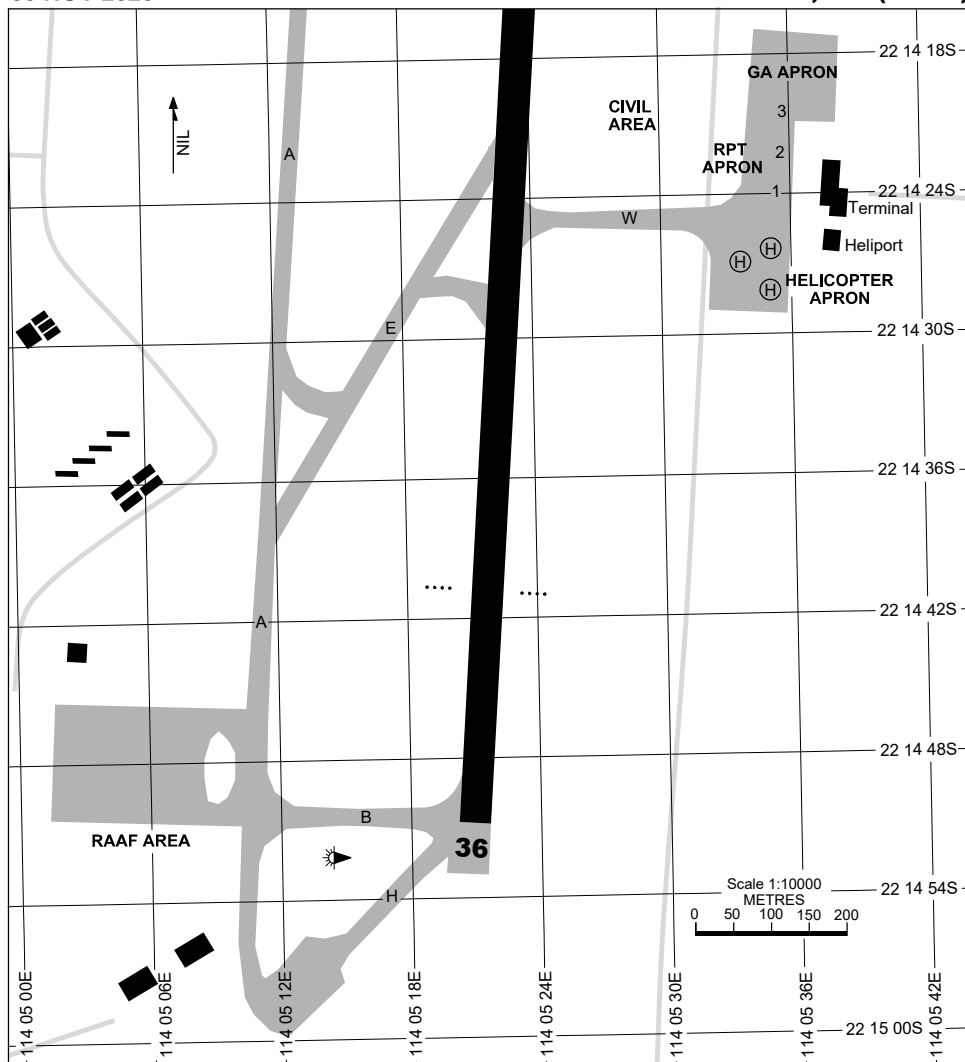 22 14 18S
GA APRON
CIVIL
AREA
3
NIL
A
RPT
APRON
2
1
22 14 24S
Terminal
W
H
Heliport
H
H
HELICOPTER
APRON
E
22 14 30S
22 14 36S
A
22 14 42S
22 14 48S
B
RAAF AREA
36
H
22 14 54S
Scale 1:10000
METRES
0 50 100 150 200
114 05 00E
114 05 06E
114 05 12E
114 05 18E
114 05 24E
114 05 30E
114 05 36E
114 05 42E
22 15 00S